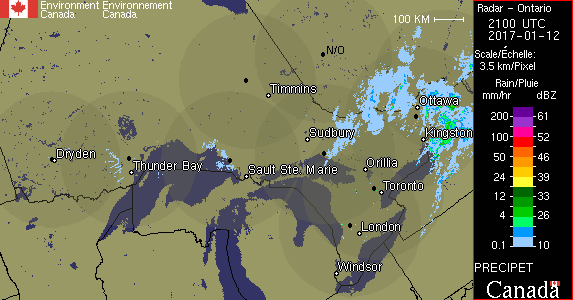 Environment Environnement
Canada Canada
100 KM
N/O
Timmins
Ottawa
Sudbury
Kingston
Dryden
Thunder Bay
Sault Ste. Marie
Orillia
Toronto
London
Windsor
Radar - Ontario
2100 UTC
2017-01-12
Scale/Échelle:
3.5 km/Pixel
Rain/Pluie
mm/hr dBZ
200 61
100 52
50 46
24 39
12 33
4 26
0.1 10
PRECIPET
Canada